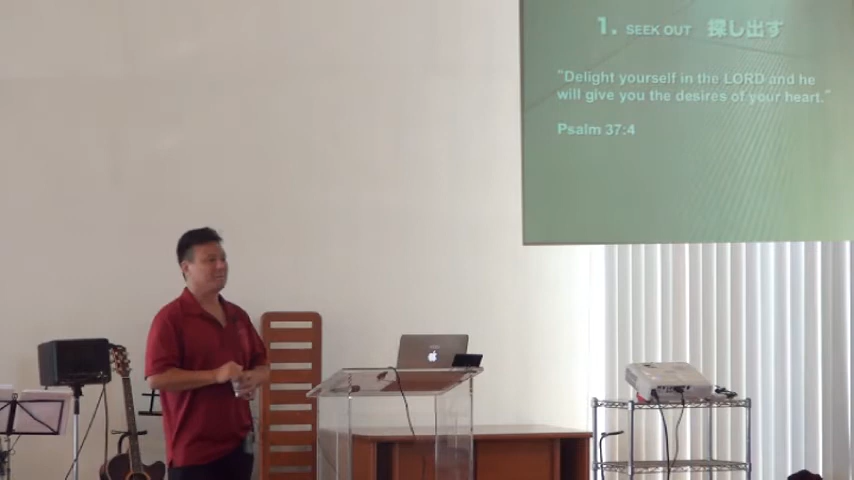 1. SEEK OUT 探し出す
“Delight yourself in the LORD and he
will give you the desires of your heart.”
Psalm 37:4